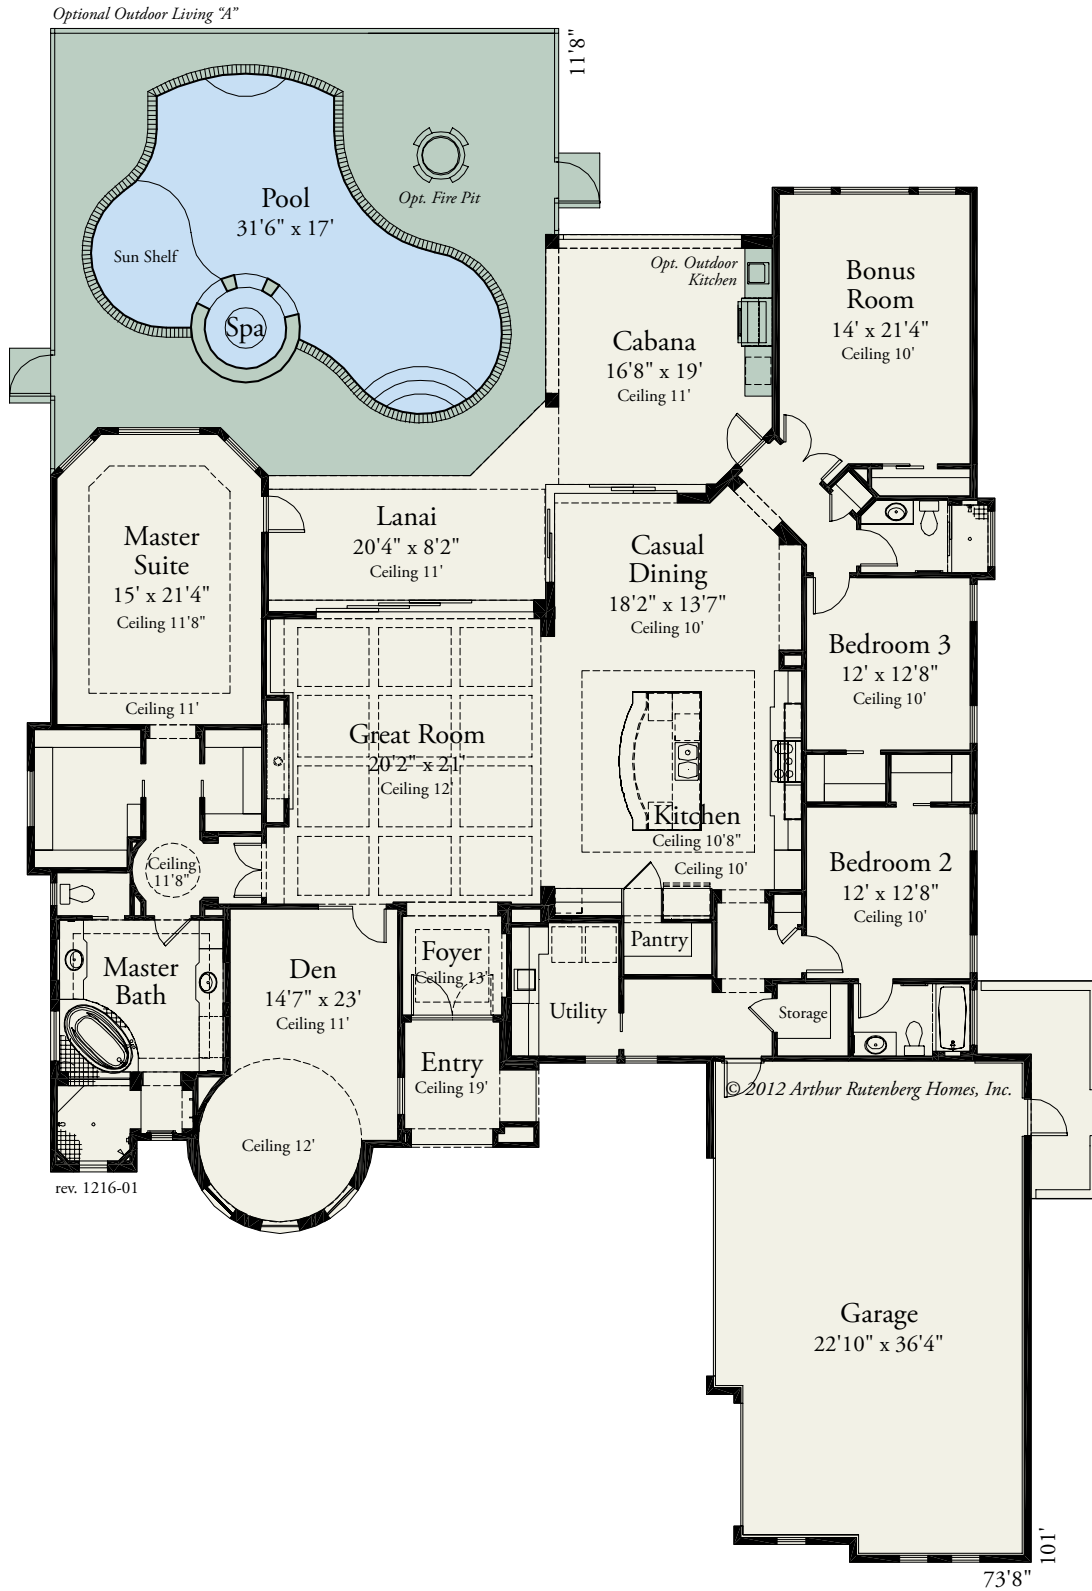 Optional Outdoor Living “A”
11'8"
Pool
31'6" x 17'
Sun Shelf
Spa
Opt. Fire Pit
Opt. Outdoor
Kitchen
Cabana
16'8" x 19'
Ceiling 11'
Bonus
Room
14' x 21'4"
Ceiling 10'
Master
Suite
15' x 21'4"
Ceiling 11'8"
Ceiling 11'
Lanai
20'4" x 8'2"
Ceiling 11'
Casual
Dining
18'2" x 13'7"
Ceiling 10'
Bedroom 3
12' x 12'8"
Ceiling 10'
Great Room
20'2" x 21'
Ceiling 12'
Kitchen
Ceiling 10'8"
Ceiling 10'
Bedroom 2
12' x 12'8"
Ceiling 10'
Ceiling
11'8"
Master
Bath
Den
14'7" x 23'
Ceiling 11'
Foyer
Ceiling 13'
Pantry
Utility
Storage
Entry
Ceiling 19'
© 2012 Arthur Rutenberg Homes, Inc.
Ceiling 12'
rev. 1216-01
Garage
22'10" x 36'4"
101'
73'8"